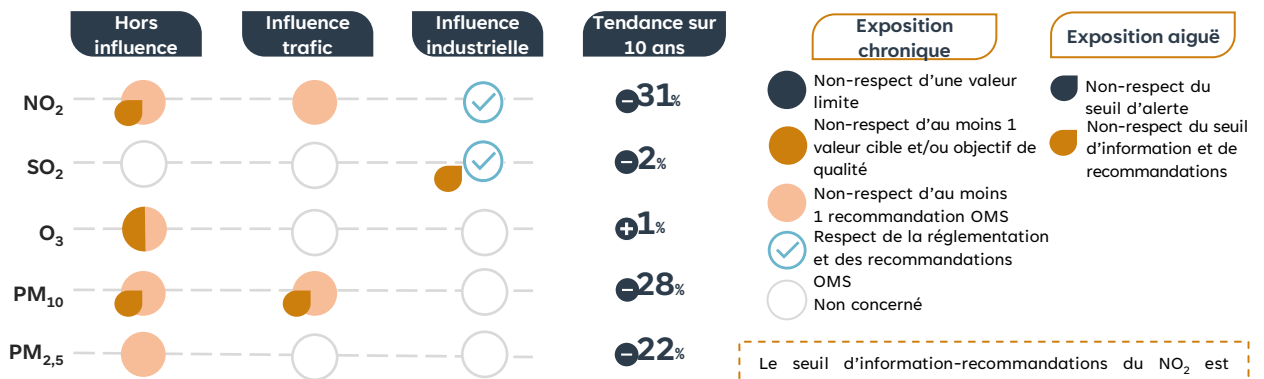 Hors
influence
Influence
trafic
Influence
industrielle
Tendance sur
10 ans
Exposition
chronique
Exposition aiguë
NO₂
−31%
SO₂
−2%
O₃
+1%
PM₁₀
−28%
PM₂,₅
−22%
Non-respect d'une valeur
limite
Non-respect d'au moins 1
valeur cible et/ou objectif de
qualité
Non-respect d'au moins
1 recommandation OMS
Respect de la réglementation
et des recommandations
OMS
Non concerné
Non-respect du
seuil d'alerte
Non-respect du seuil
d'information et de
recommandations
Le seuil d'information-recommandations du NO₂ est